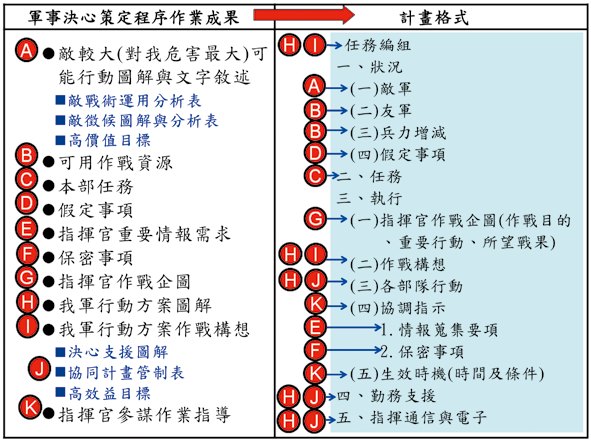 軍事決心策定程序作業成果
A ●敵較大(對我危害最大)可
能行動圖解與文字敘述
■敵戰術運用分析表
■敵徵候圖解與分析表
■高價值目標
B ●可用作戰資源
C ●本部任務
D ●假定事項
E ●指揮官重要情報需求
F ●保密事項
G ●指揮官作戰企圖
H ●我軍行動方案圖解
I ●我軍行動方案作戰構想
■決心支援圖解
J ■協同計畫管制表
■高效益目標
K ●指揮官參謀作業指導
計畫格式
H I 任務編組
一、狀況
A (一)敵軍
B (二)友軍
B (三)兵力增減
D (四)假定事項
C 二、任務
三、執行
G (一)指揮官作戰企圖(作戰目的
、重要行動、所望戰果)
H I (二)作戰構想
H J (三)各部隊行動
K (四)協調指示
E 1.情報蒐集要項
F 2.保密事項
K (五)生效時機(時間及條件)
H J 四、勤務支援
H J 五、指揮通信與電子